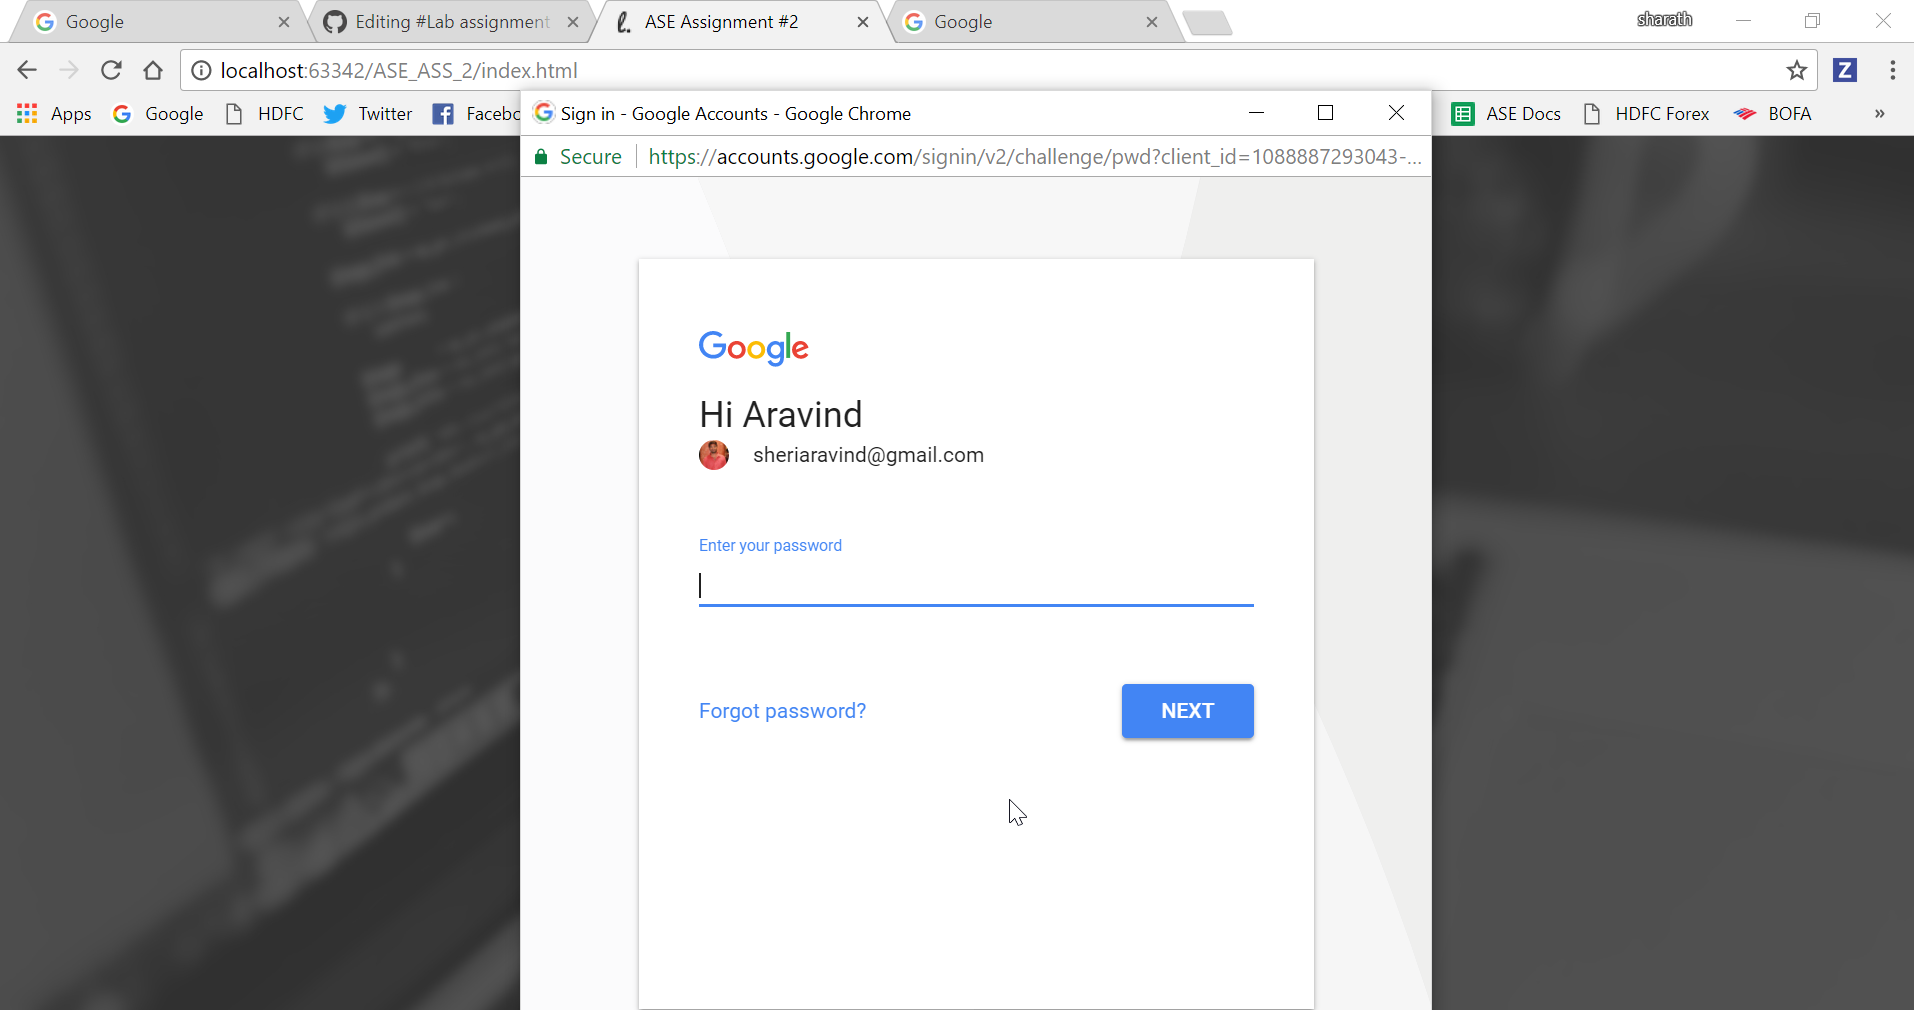 Google
Editing #Lab assignment
ASE Assignment #2
Google
sharath
localhost:63342/ASE_ASS_2/index.html
Z
Apps
Google
HDFC
Twitter
Facebo
ASE Docs
HDFC Forex
BOFA
»
Sign in - Google Accounts - Google Chrome
Secure
https://accounts.google.com/signin/v2/challenge/pwd?client_id=1088887293043-...
Google
Hi Aravind
sheriaravind@gmail.com
Enter your password
Forgot password?
NEXT